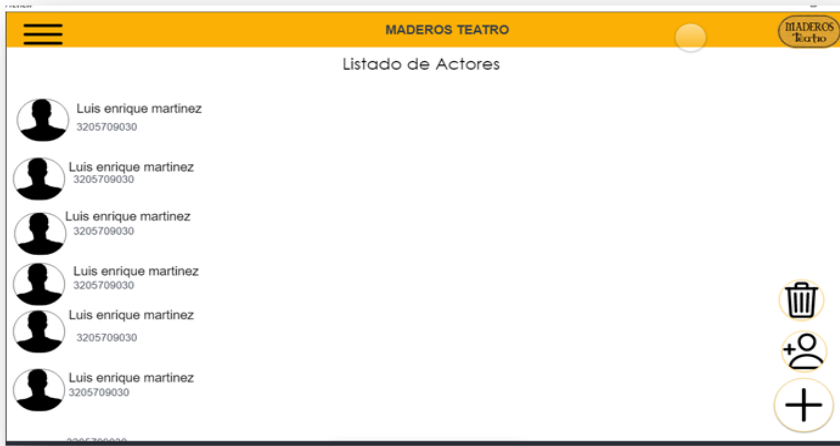 MADEROS TEATRO
MADEROS
Teatro
Listado de Actores
Luis enrique martinez
3205709030
Luis enrique martinez
3205709030
Luis enrique martinez
3205709030
Luis enrique martinez
3205709030
Luis enrique martinez
3205709030
Luis enrique martinez
3205709030